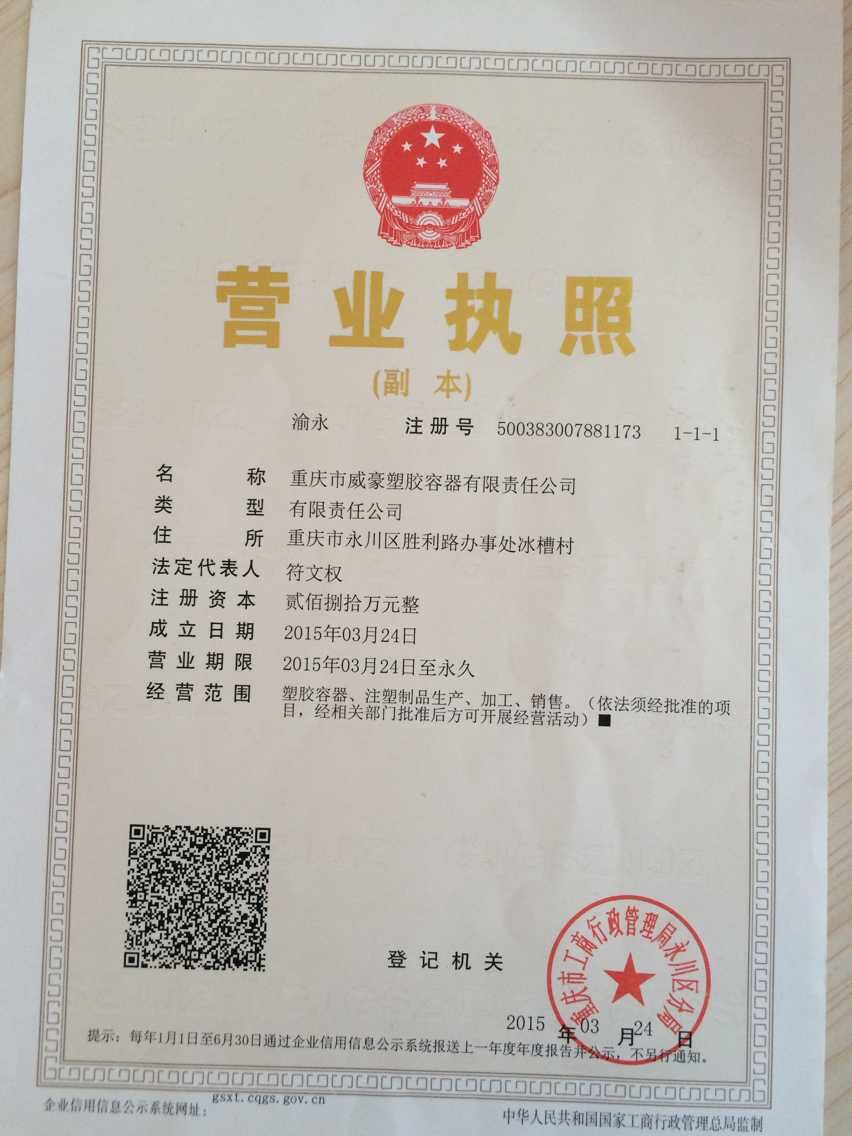 营业执照
(副 本)
渝永 注册号 500383007881173 1-1-1
名 称 重庆市威豪塑胶容器有限责任公司
类 型 有限责任公司
住 所 重庆市永川区胜利路办事处冰槽村
法定代表人 符文权
注册资本 贰佰捌拾万元整
成立日期 2015年03月24日
营业期限 2015年03月24日至永久
经营范围 塑胶容器、注塑制品生产、加工、销售。（依法须经批准的项
目，经相关部门批准后方可开展经营活动）■
重庆市工商行政管理局永川区分局
登记机关
2015 年 03 月 24 日
提示：每年1月1日至6月30日通过企业信用信息公示系统报送上一年度年度报告并公示，不另行通知。
企业信用信息公示系统网址： gsxt.cqgs.gov.cn
中华人民共和国国家工商行政管理总局监制